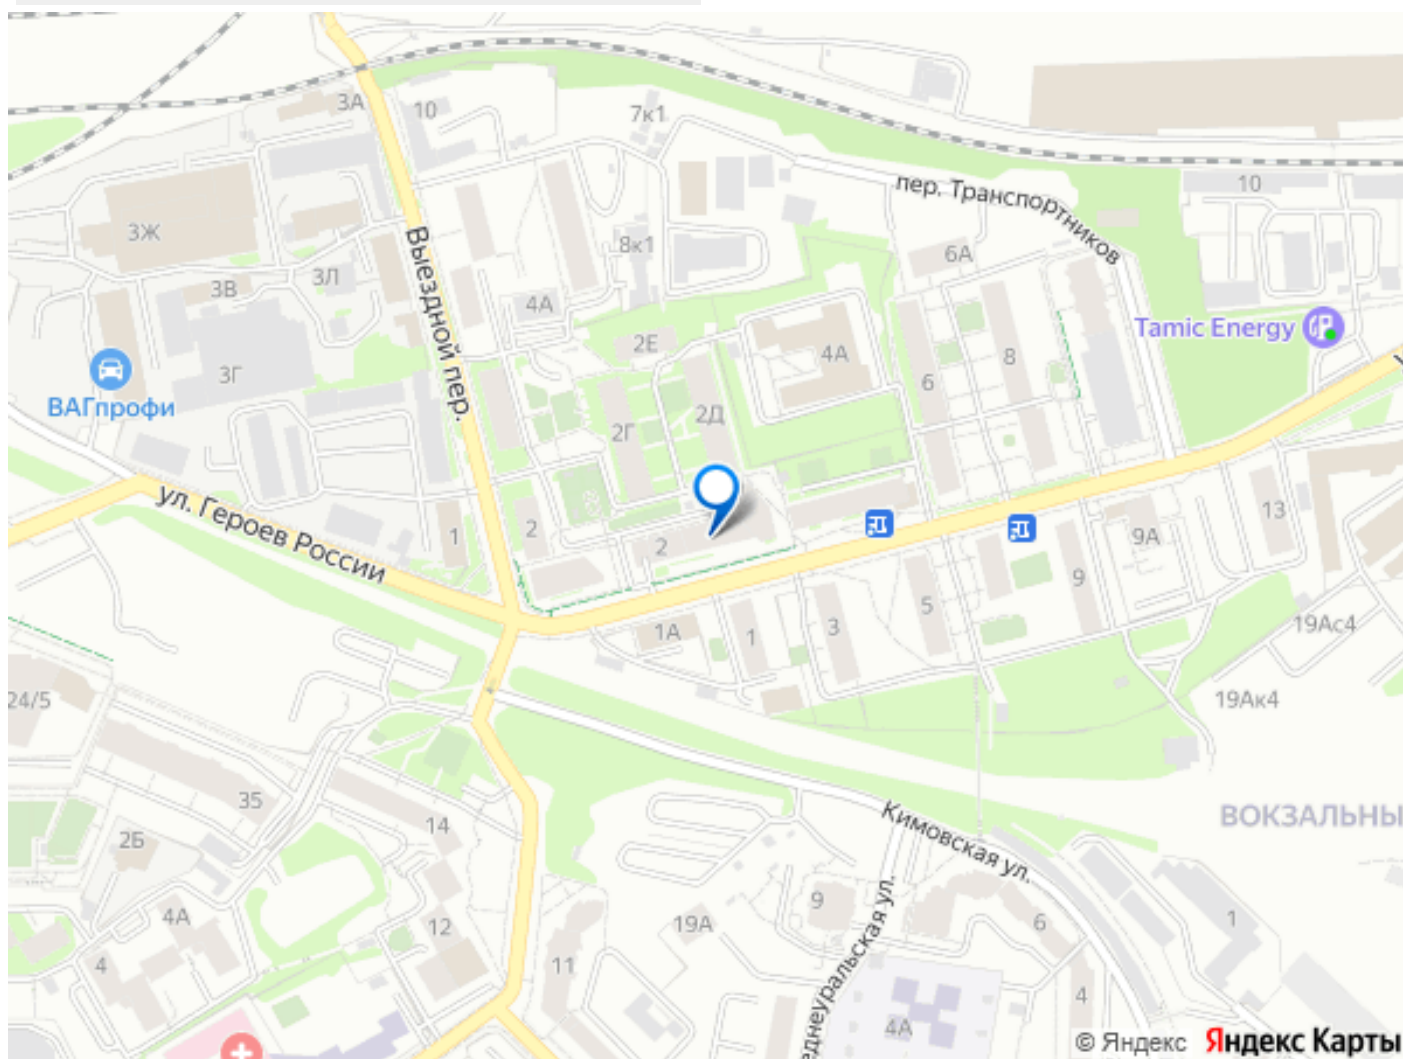 3А
10
7к1
10
пер. Транспортников
3Ж
8к1
6А
Выездной пер.
3Л
3В
4А
Tamic Energy
2Е
4А
8
3Г
6
ВАГпрофи
2Д
2Г
ул. Героев России
13
1
2
2
9А
9
5
3
1А
1
19Ас4
24/5
19Ак4
35
14
ВОКЗАЛЬНЫ
2Б
Кимовская ул.
9
4А
12
19А
6
1
4
11
4
еднеуральская ул.
4А
© Яндекс Яндекс Карты